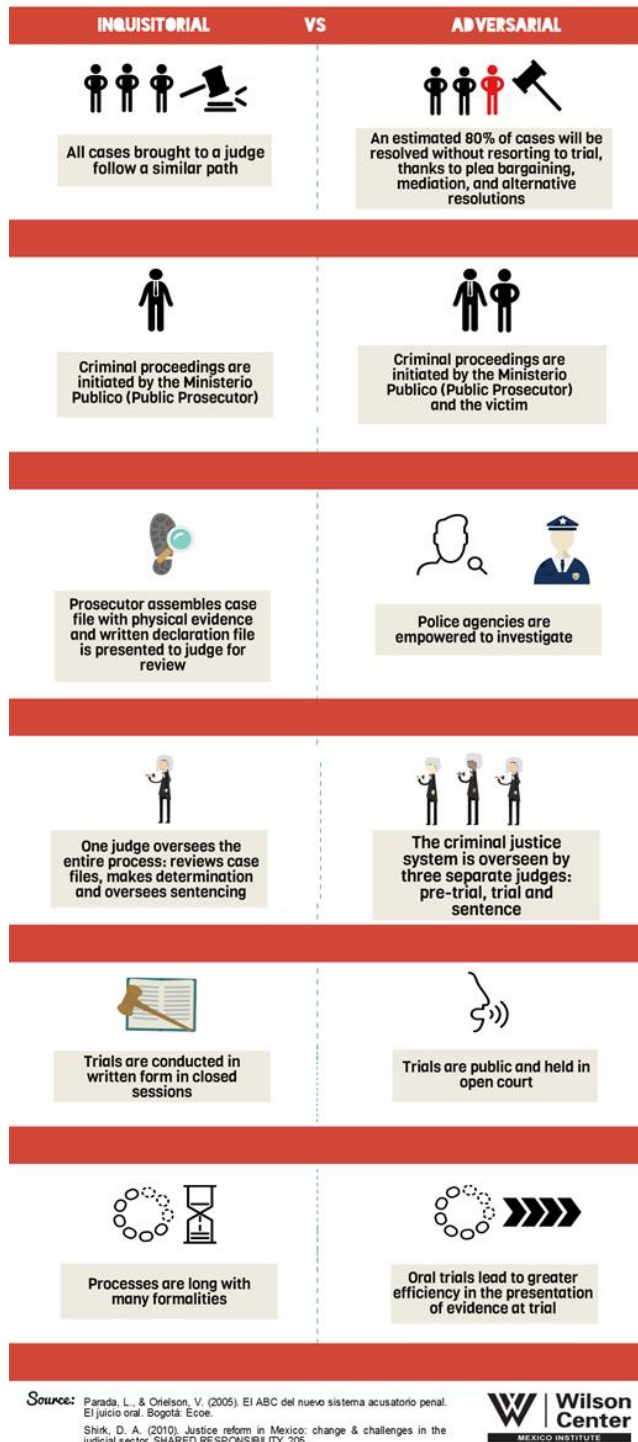 INQUISITORIAL VS ADVERSARIAL
All cases brought to a judge
follow a similar path
An estimated 80% of cases will be
resolved without resorting to trial,
thanks to plea bargaining,
mediation, and alternative
resolutions
Criminal proceedings are
initiated by the Ministerio
Publico (Public Prosecutor)
Criminal proceedings are
initiated by the Ministerio
Publico (Public Prosecutor)
and the victim
Prosecutor assembles case
file with physical evidence
and written declaration file
is presented to judge for
review
Police agencies are
empowered to investigate
One judge oversees the
entire process: reviews case
files, makes determination
and oversees sentencing
The criminal justice
system is overseen by
three separate judges:
pre-trial, trial and
sentence
Trials are conducted in
written form in closed
sessions
Trials are public and held in
open court
Processes are long with
many formalities
Oral trials lead to greater
efficiency in the presentation
of evidence at trial
Source: Parada, L., & Orielson, V. (2005). El ABC del nuevo sistema acusatorio penal.
El juicio oral. Bogotá: Ecoe.
Shirk, D. A. (2010). Justice reform in Mexico: change & challenges in the
judicial sector. SHARED RESPONSIBILITY, 205.
Wilson
Center
MEXICO INSTITUTE